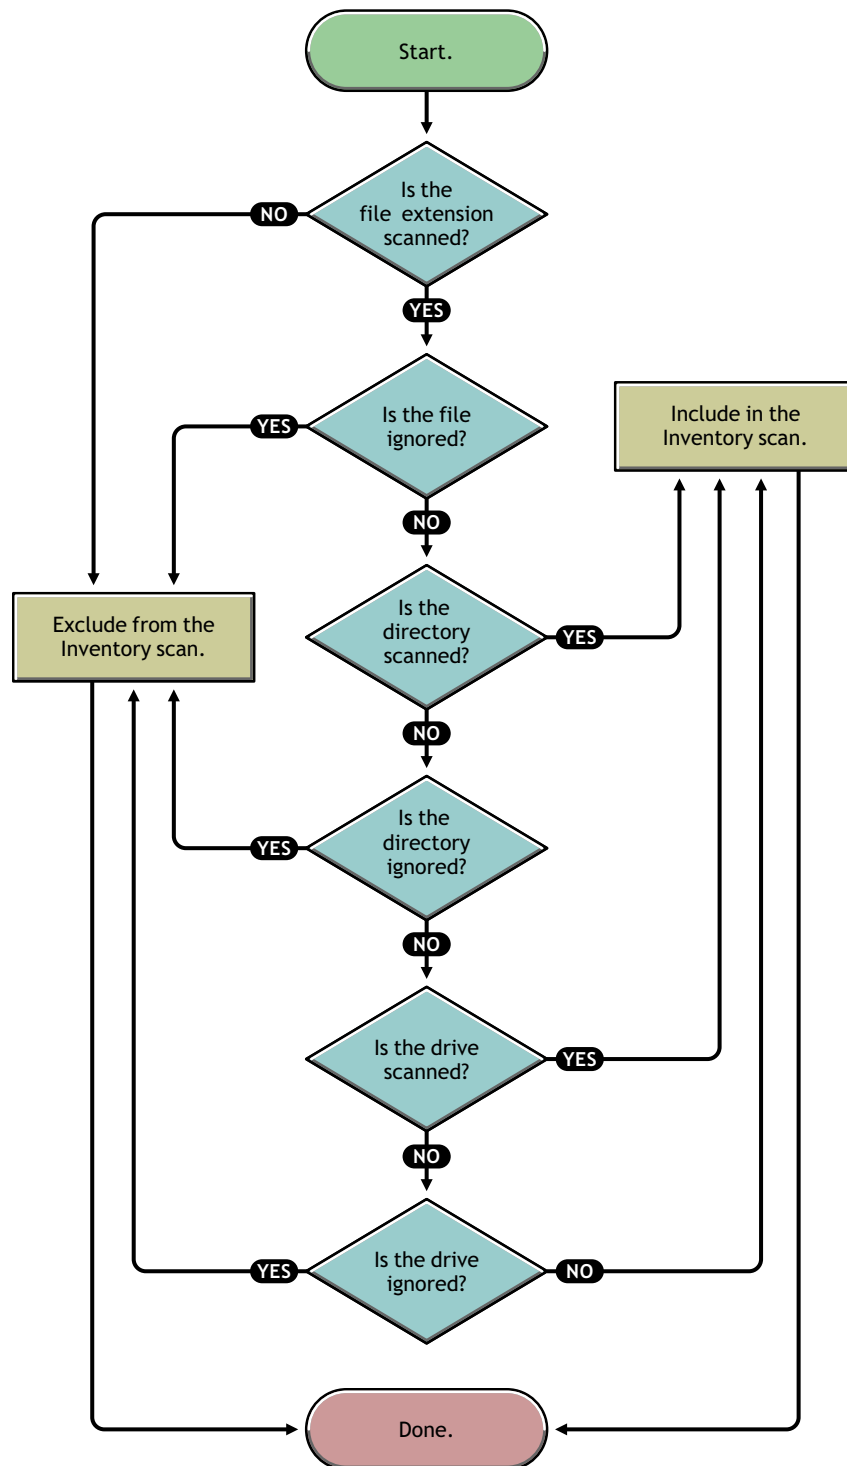 Start.
Is the
file extension
scanned?
NO
YES
Is the file
ignored?
YES
NO
Include in the
Inventory scan.
Exclude from the
Inventory scan.
Is the
directory
scanned?
YES
NO
Is the
directory
ignored?
YES
NO
Is the drive
scanned?
YES
NO
Is the drive
ignored?
YES
NO
Done.